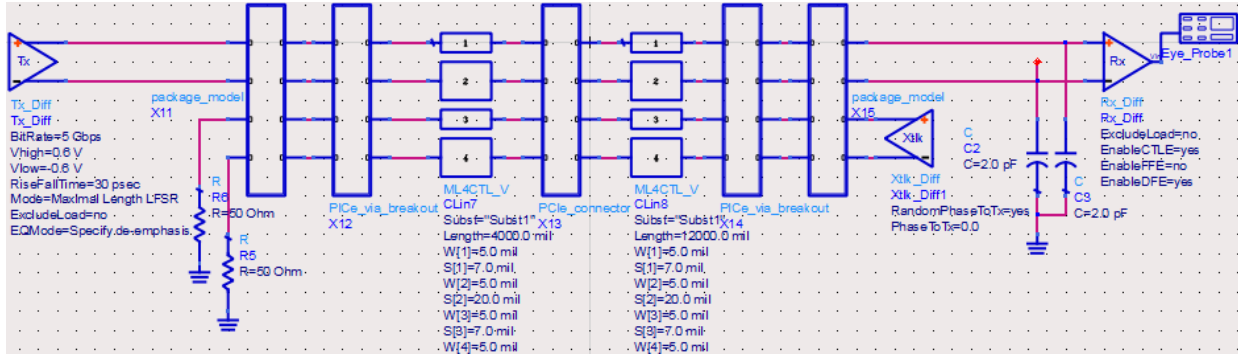 Tx
Tx_Diff
Tx_Diff
BitRate=5 Gbps
Vhigh=0.6 V
Vlow=-0.6 V
RiseFallTime=30 psec
Mode=Maximal Length LFSR
ExcludeLoad=no
EQMode=Specify de-emphasis
package_model
X11
R
R6
R=50 Ohm
R
R5
R=50 Ohm
PICe_via_breakout
X12
1
2
3
4
ML4CTL_V
CLin7
Subst="Subst1"
Length=4000.0 mil
W[1]=5.0 mil
S[1]=7.0 mil
W[2]=5.0 mil
S[2]=20.0 mil
W[3]=5.0 mil
S[3]=7.0 mil
W[4]=5.0 mil
PCIe_connector
X13
1
2
3
4
ML4CTL_V
CLin8
Subst="Subst1"
Length=12000.0 mil
W[1]=5.0 mil
S[1]=7.0 mil
W[2]=5.0 mil
S[2]=20.0 mil
W[3]=5.0 mil
S[3]=7.0 mil
W[4]=5.0 mil
PICe_via_breakout
X14
package_model
X15
Xtlk
Xtlk_Diff
Xtlk_Diff1
RandomPhaseToTx=yes
PhaseToTx=0.0
C
C2
C=2.0 pF
C
C3
C=2.0 pF
Rx
Eye_Probe1
Rx_Diff
Rx_Diff
ExcludeLoad=no
EnableCTLE=yes
EnableFFE=no
EnableDFE=yes